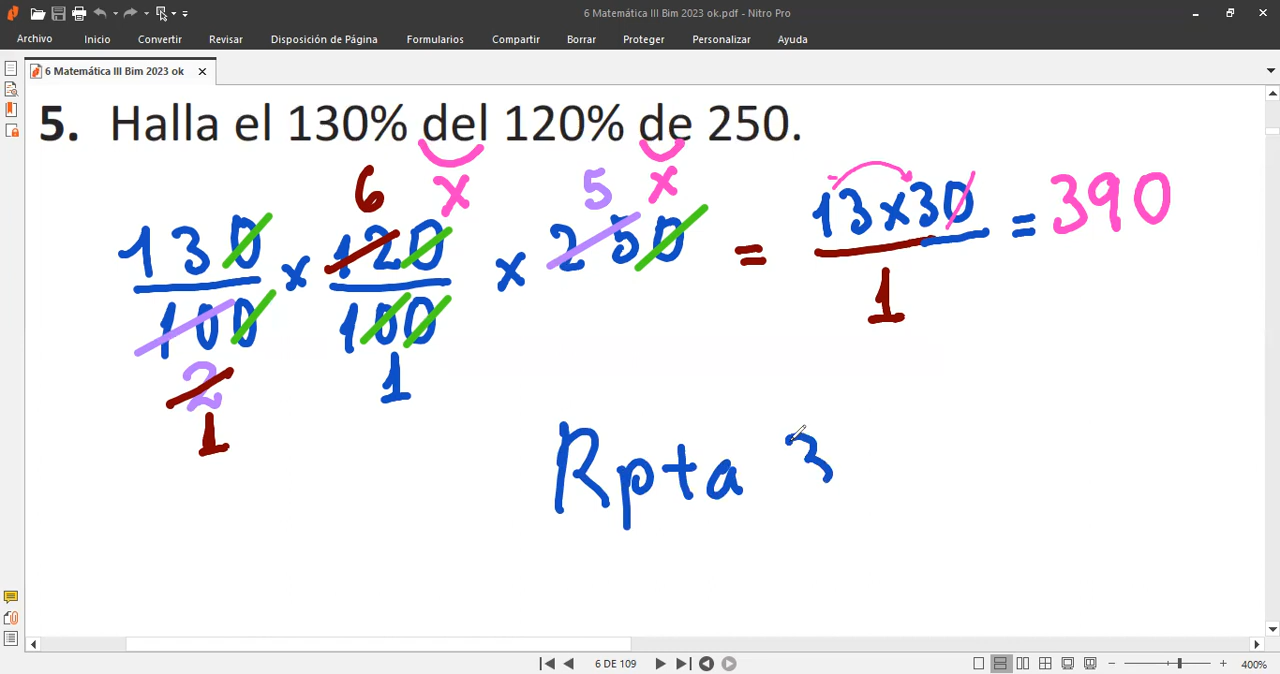 6 Matemática III Bim 2023 ok.pdf - Nitro Pro
Archivo Inicio Convertir Revisar Disposición de Página Formularios Compartir Borrar Proteger Personalizar Ayuda
6 Matemática III Bim 2023 ok
5. Halla el 130% del 120% de 250.
6 x 5 x
130 x 120 x 250 = 13x30 = 390
100 100 1
2 1
1
Rpta 3
6 DE 109
400%